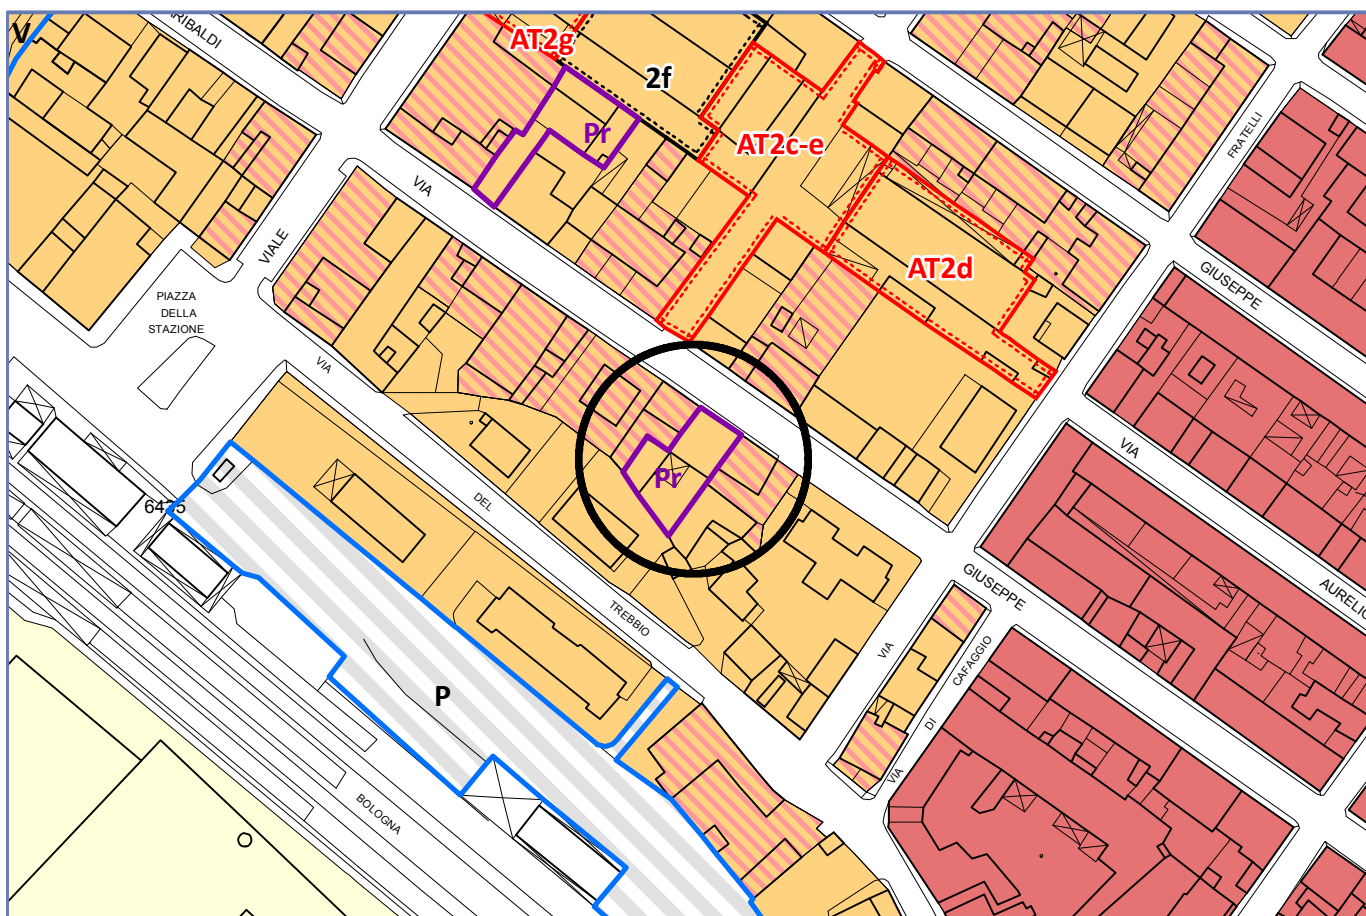 V
GARIBALDI
AT2g
2f
Pr
AT2c-e
FRATELLI
VIA
VIALE
AT2d
GIUSEPPE
PIAZZA
DELLA
STAZIONE
VIA
VIA
Pr
DEL
6435
GIUSEPPE
AURELIO
TREBBIO
VIA
CAFAGGIO
P
DI
VIA
BOLOGNA